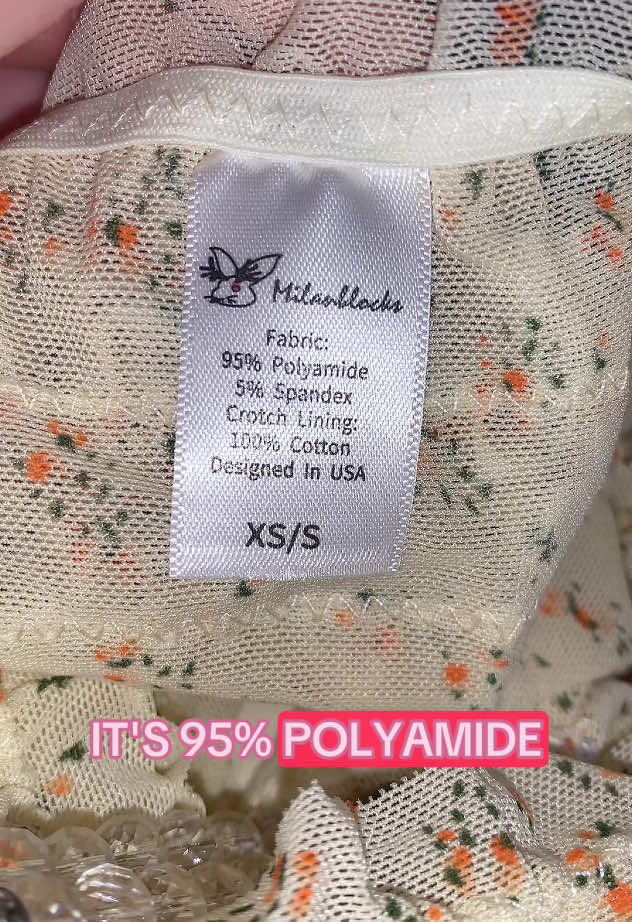 Milanblocks
Fabric:
95% Polyamide
5% Spandex
Crotch Lining:
100% Cotton
Designed In USA
XS/S
IT'S 95% POLYAMIDE